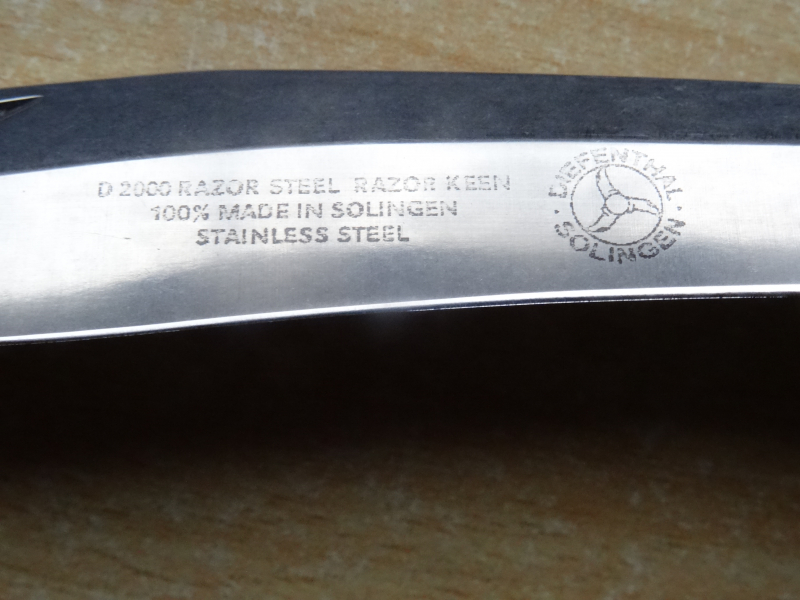 D 2000 RAZOR STEEL RAZOR KEEN
100% MADE IN SOLINGEN
STAINLESS STEEL
DIEFENTHAL
· SOLINGEN ·